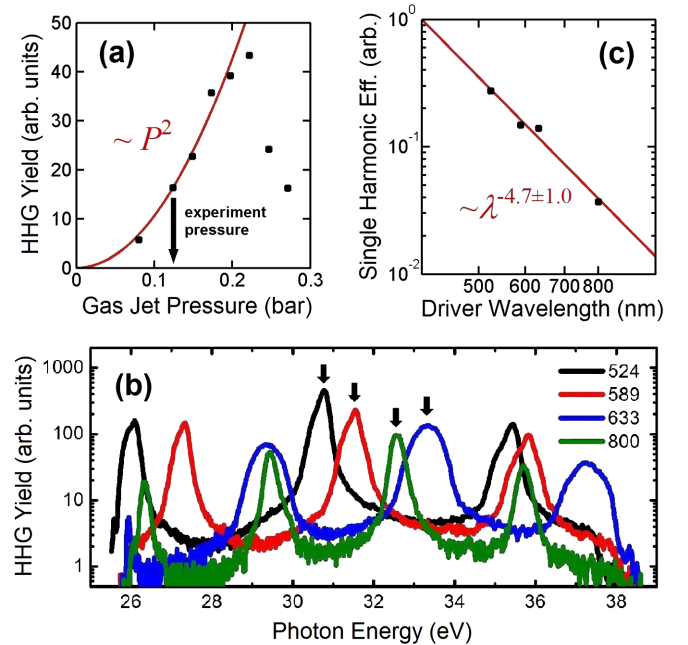 (a)
HHG Yield (arb. units)
50
40
30
20
10
0
~ P²
experiment
pressure
0.1
0.2
0.3
Gas Jet Pressure (bar)
(c)
Single Harmonic Eff. (arb.)
10⁰
10⁻¹
10⁻²
~λ⁻⁴·⁷±¹·⁰
500
600
700
800
Driver Wavelength (nm)
(b)
HHG Yield (arb. units)
1000
100
10
1
524
589
633
800
26
28
30
32
34
36
38
Photon Energy (eV)